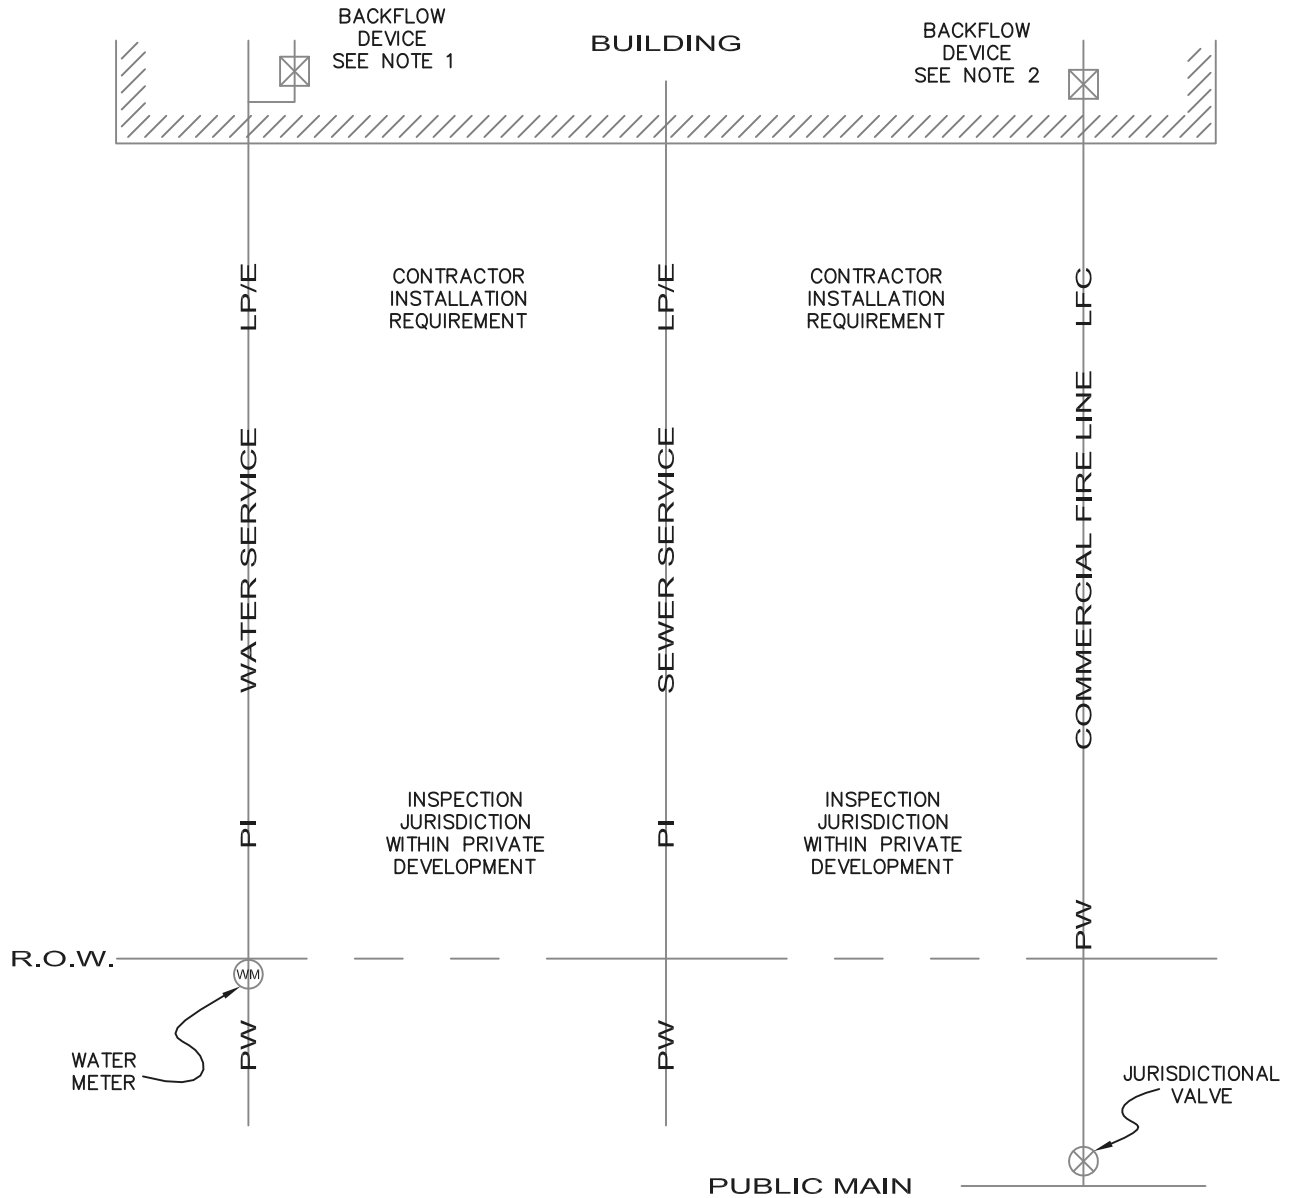 BACKFLOW
DEVICE
SEE NOTE 1
BUILDING
BACKFLOW
DEVICE
SEE NOTE 2
LP/E
CONTRACTOR
INSTALLATION
REQUIREMENT
LP/E
CONTRACTOR
INSTALLATION
REQUIREMENT
LFC
WATER SERVICE
SEWER SERVICE
COMMERCIAL FIRE LINE
PI
INSPECTION
JURISDICTION
WITHIN PRIVATE
DEVELOPMENT
PI
INSPECTION
JURISDICTION
WITHIN PRIVATE
DEVELOPMENT
PW
R.O.W.
WM
PW
PW
WATER
METER
JURISDICTIONAL
VALVE
PUBLIC MAIN